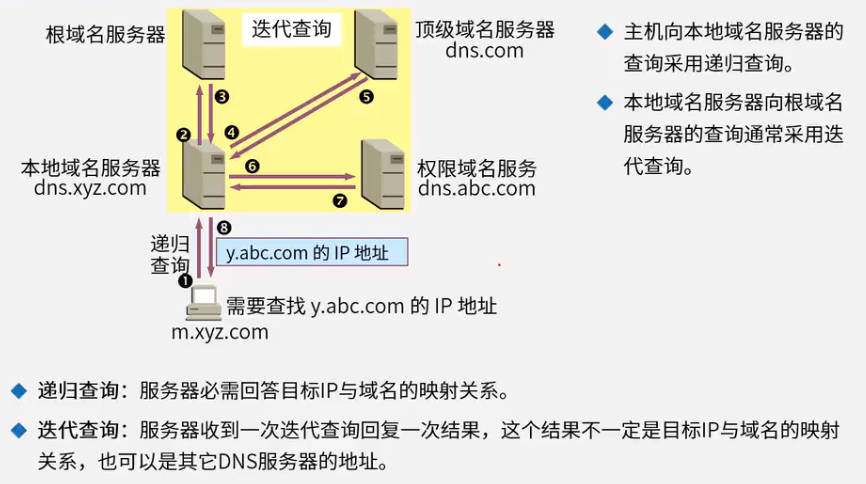 根域名服务器
迭代查询
顶级域名服务器
dns.com
❸
❺
❷
❹
本地域名服务器
dns.xyz.com
❻
权限域名服务
dns.abc.com
❼
❽
递归
查询
y.abc.com 的 IP 地址
❶
需要查找 y.abc.com 的 IP 地址
m.xyz.com
主机向本地域名服务器的
查询采用递归查询。
本地域名服务器向根域名
服务器的查询通常采用迭
代查询。
递归查询：服务器必需回答目标IP与域名的映射关系。
迭代查询：服务器收到一次迭代查询回复一次结果，这个结果不一定是目标IP与域名的映射
关系，也可以是其它DNS服务器的地址。